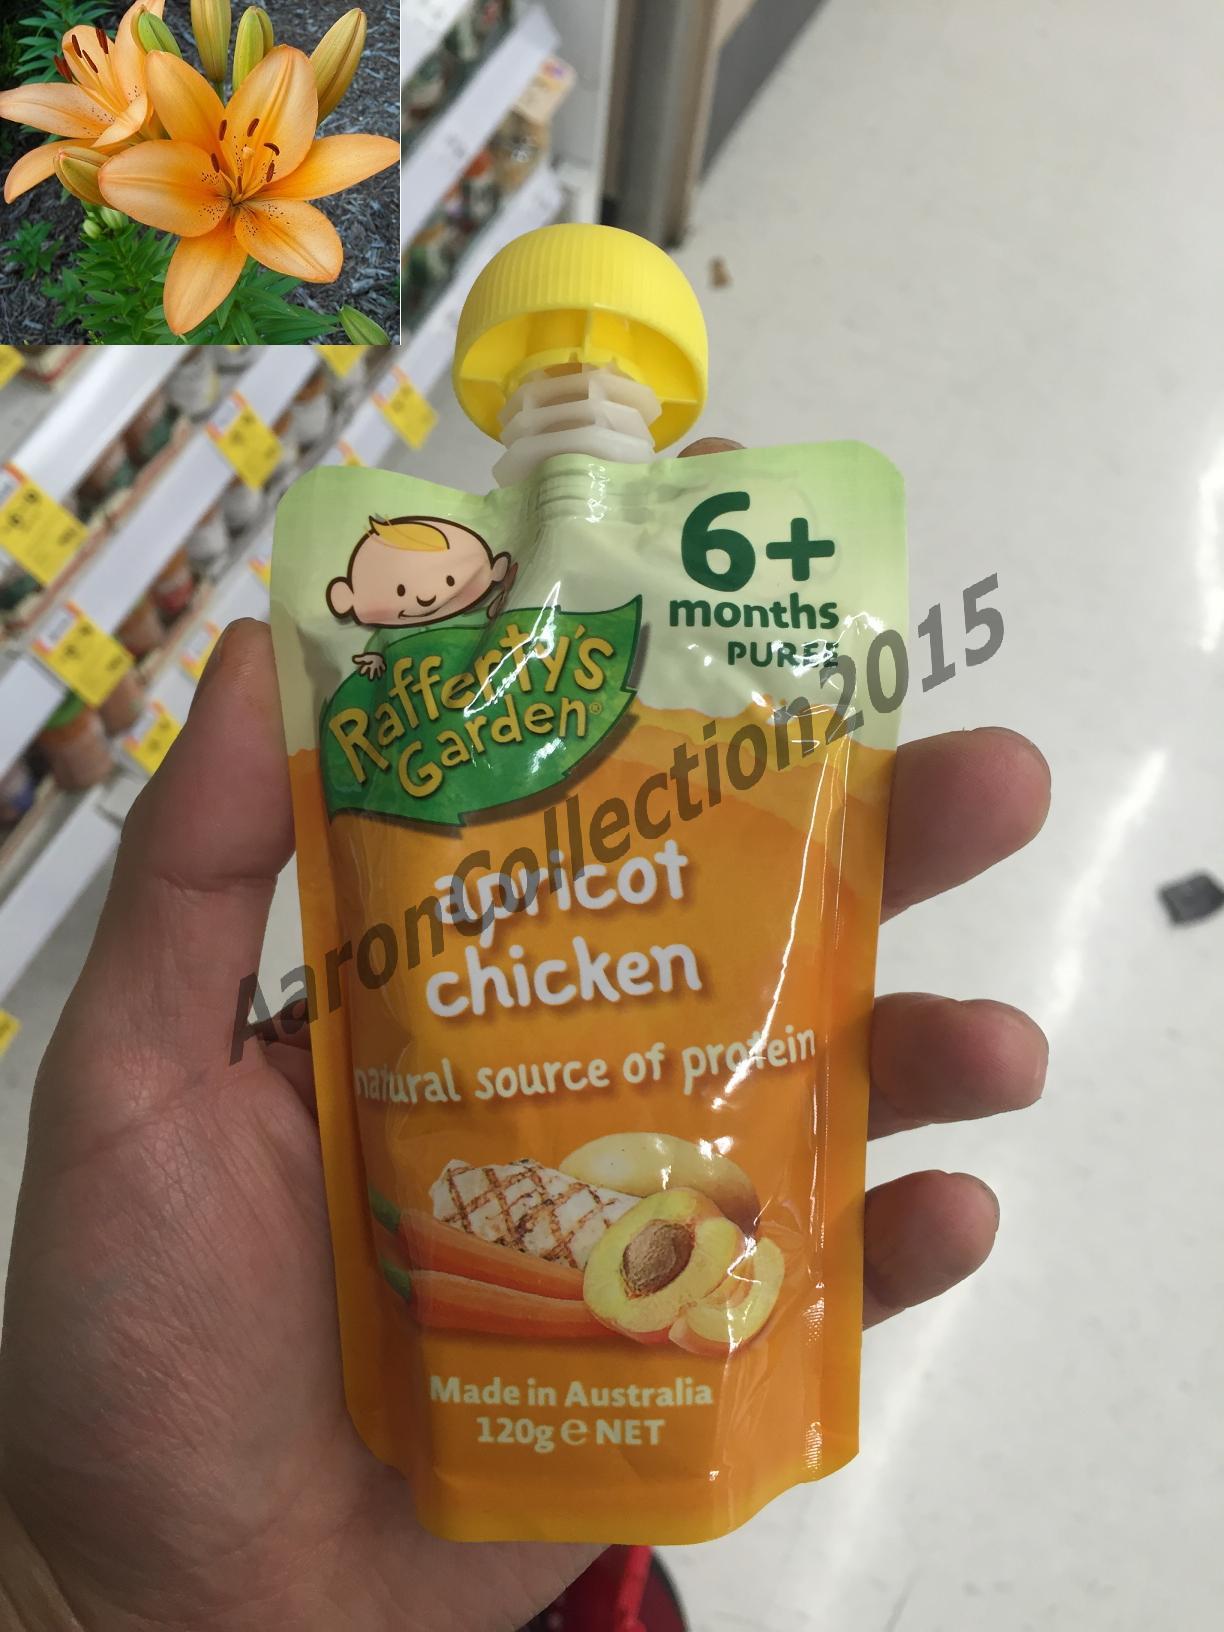 6+
months
PUREE
Rafferty's
Garden®
AaronCollection2015
apricot
chicken
natural source of protein
Made in Australia
120g e NET